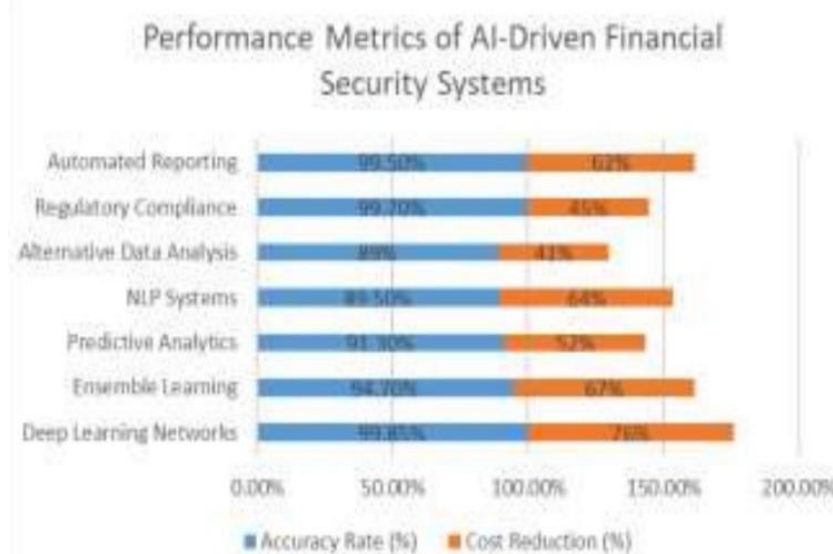 Performance Metrics of AI-Driven Financial
Security Systems
Automated Reporting 99.50% 62%
Regulatory Compliance 99.70% 45%
Alternative Data Analysis 89% 41%
NLP Systems 89.50% 64%
Predictive Analytics 91.30% 52%
Ensemble Learning 94.70% 67%
Deep Learning Networks 99.85% 76%
0.00% 50.00% 100.00% 150.00% 200.00%
Accuracy Rate (%) Cost Reduction (%)